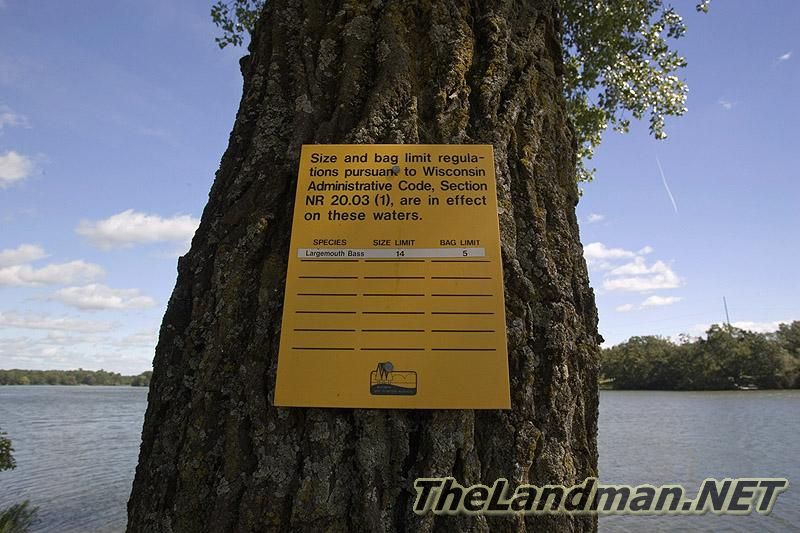 Size and bag limit regula-
tions pursuant to Wisconsin
Administrative Code, Section
NR 20.03 (1), are in effect
on these waters.
SPECIES SIZE LIMIT BAG LIMIT
Largemouth Bass 14 5
TheLandman.NET